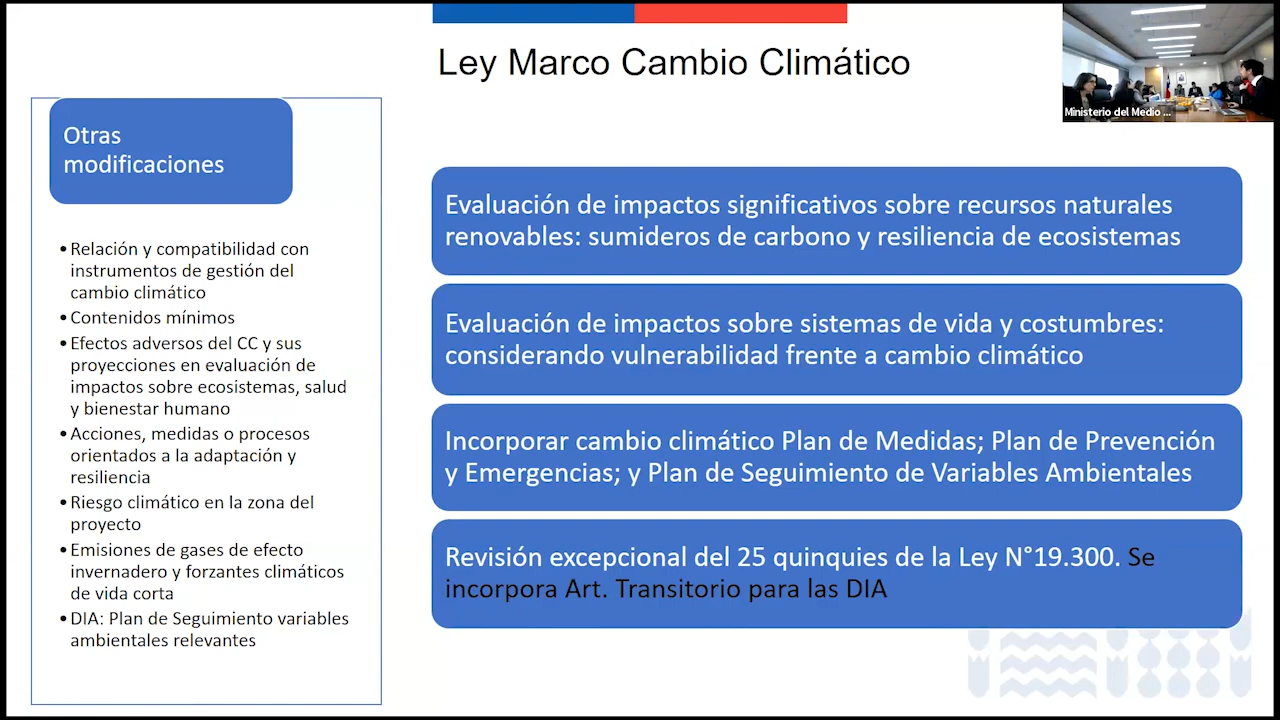 Ley Marco Cambio Climático
Ministerio del Medio ...
Otras
modificaciones
•Relación y compatibilidad con
instrumentos de gestión del
cambio climático
•Contenidos mínimos
•Efectos adversos del CC y sus
proyecciones en evaluación de
impactos sobre ecosistemas, salud
y bienestar humano
•Acciones, medidas o procesos
orientados a la adaptación y
resiliencia
•Riesgo climático en la zona del
proyecto
•Emisiones de gases de efecto
invernadero y forzantes climáticos
de vida corta
•DIA: Plan de Seguimiento variables
ambientales relevantes
Evaluación de impactos significativos sobre recursos naturales
renovables: sumideros de carbono y resiliencia de ecosistemas
Evaluación de impactos sobre sistemas de vida y costumbres:
considerando vulnerabilidad frente a cambio climático
Incorporar cambio climático Plan de Medidas; Plan de Prevención
y Emergencias; y Plan de Seguimiento de Variables Ambientales
Revisión excepcional del 25 quinquies de la Ley N°19.300. Se
incorpora Art. Transitorio para las DIA